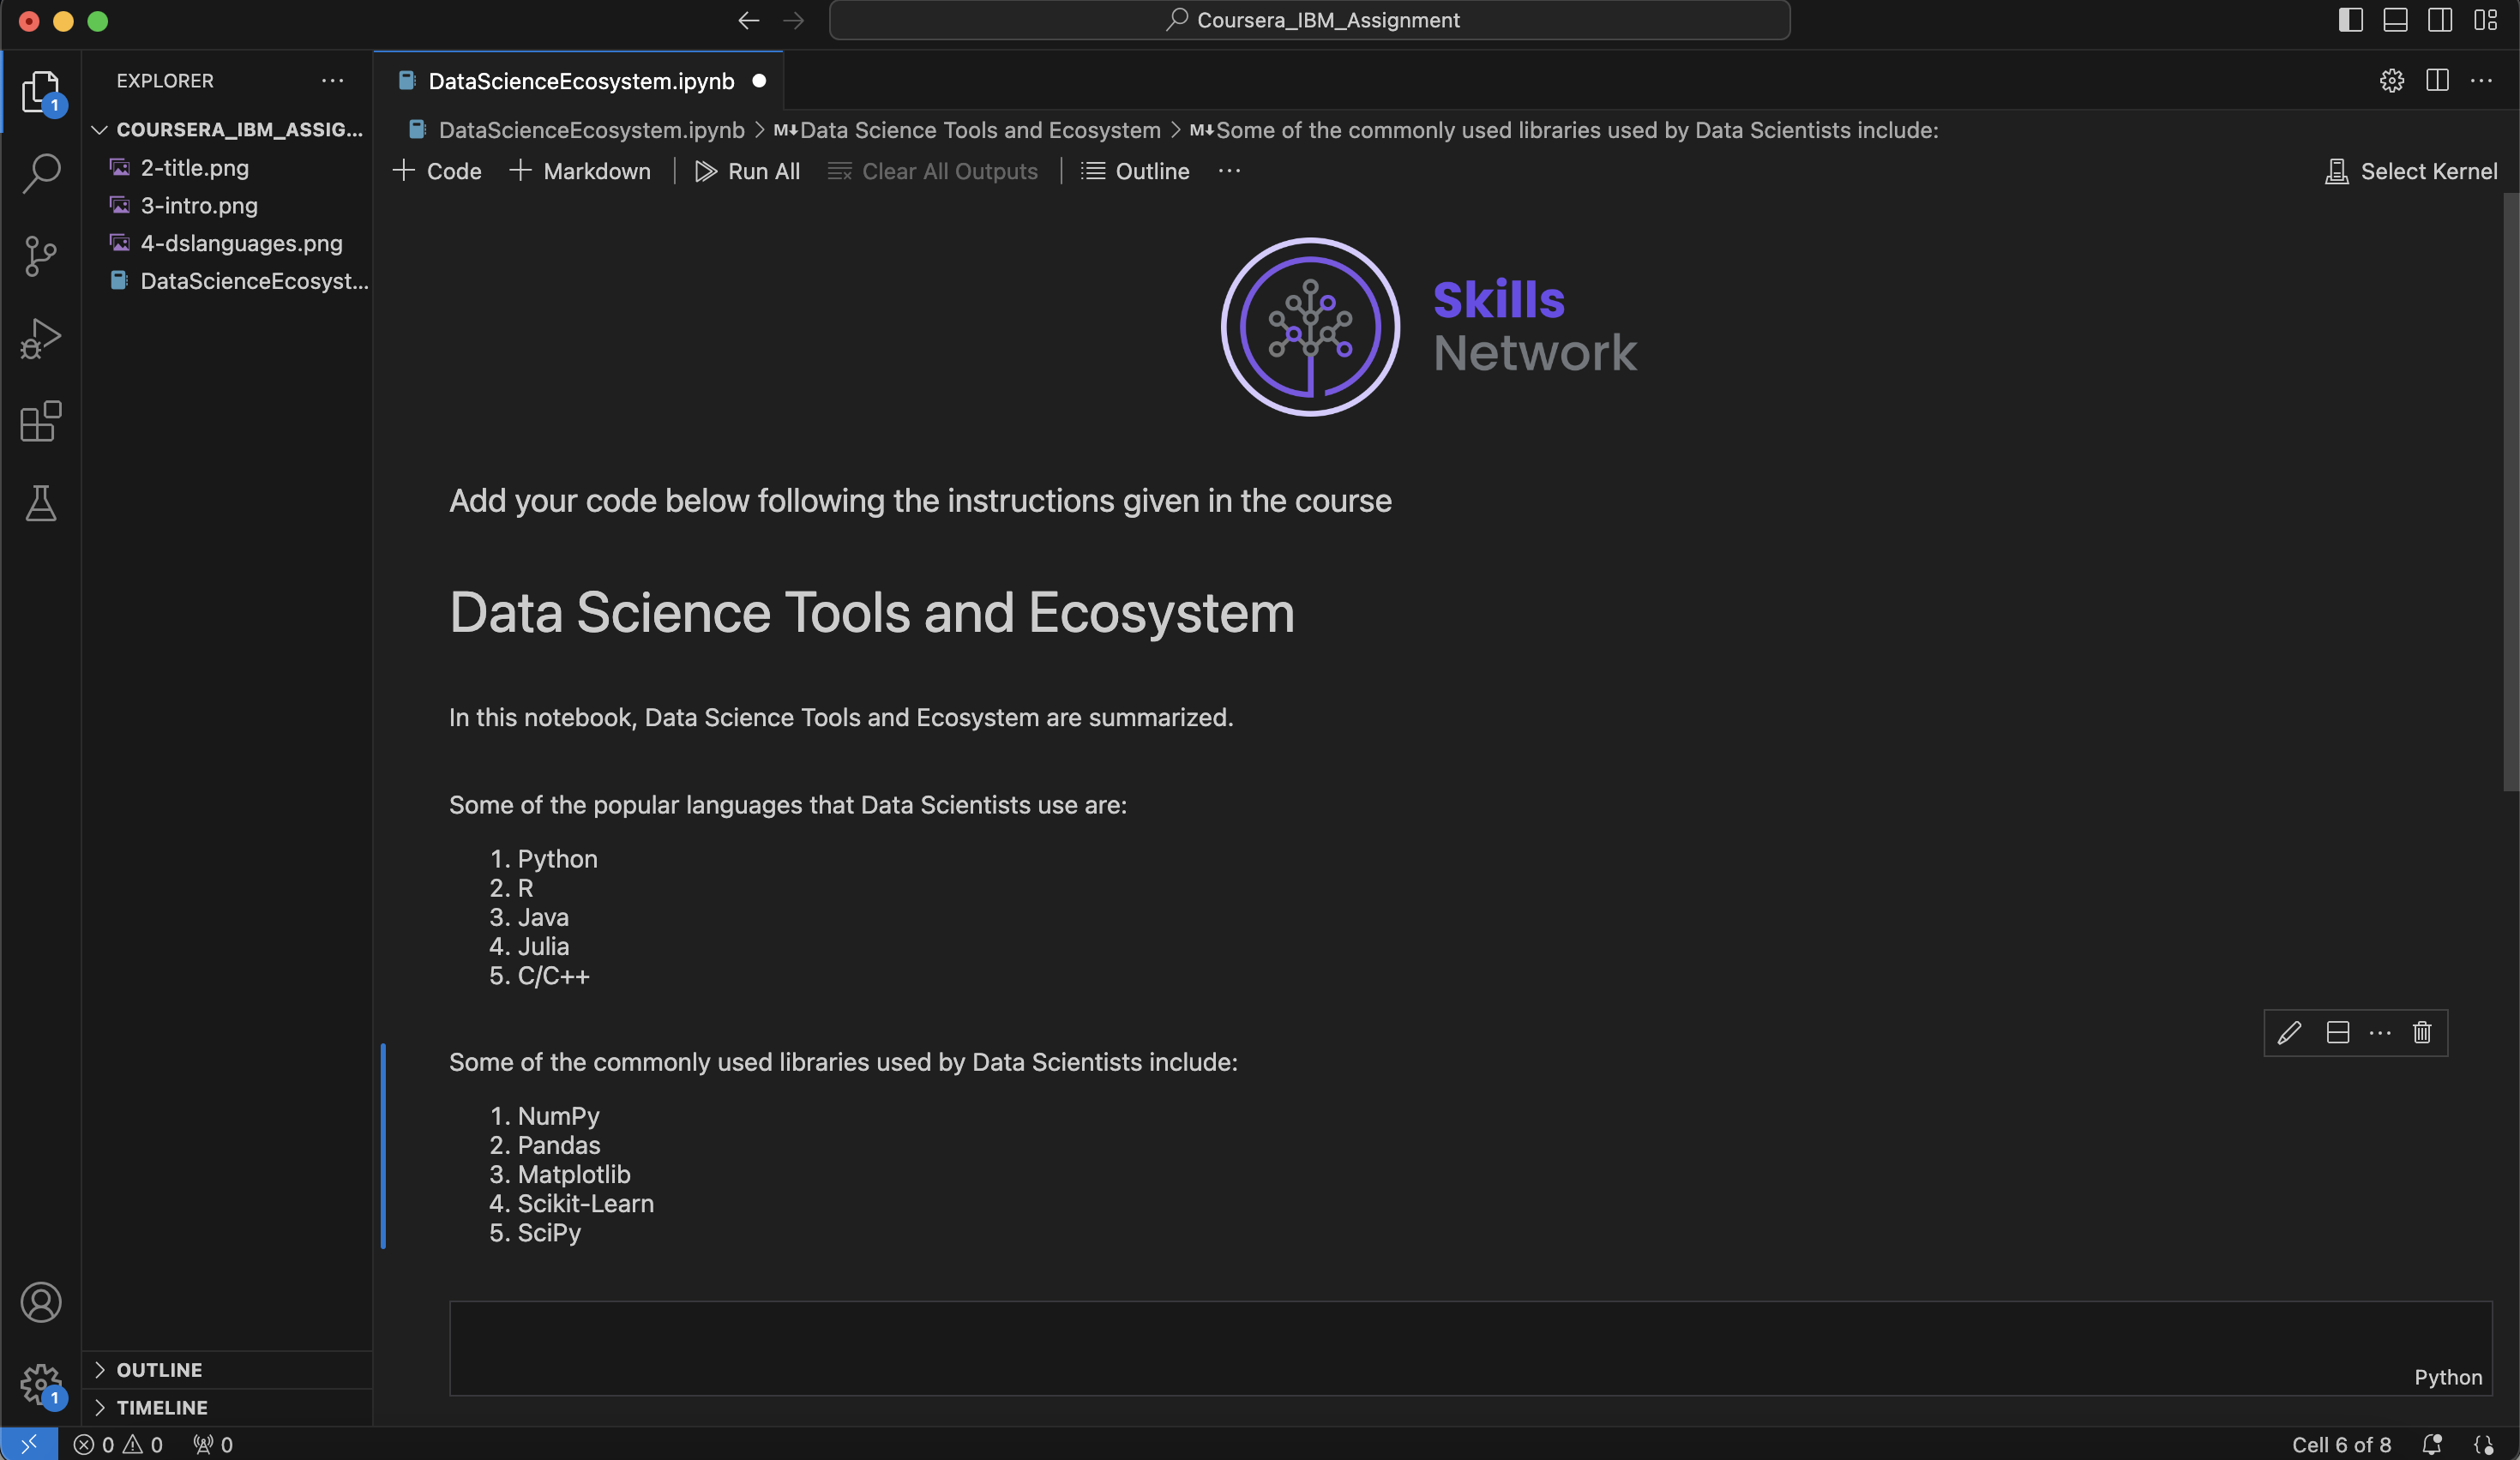 Coursera_IBM_Assignment
1
EXPLORER
COURSERA_IBM_ASSIG...
2-title.png
3-intro.png
4-dslanguages.png
DataScienceEcosyst...
OUTLINE
TIMELINE
1
DataScienceEcosystem.ipynb
DataScienceEcosystem.ipynb > M↓ Data Science Tools and Ecosystem > M↓ Some of the commonly used libraries used by Data Scientists include:
+ Code + Markdown | Run All Clear All Outputs | Outline ...
Select Kernel
Skills
Network
Add your code below following the instructions given in the course
Data Science Tools and Ecosystem
In this notebook, Data Science Tools and Ecosystem are summarized.
Some of the popular languages that Data Scientists use are:
1. Python
2. R
3. Java
4. Julia
5. C/C++
Some of the commonly used libraries used by Data Scientists include:
1. NumPy
2. Pandas
3. Matplotlib
4. Scikit-Learn
5. SciPy
Python
0 0 0
Cell 6 of 8